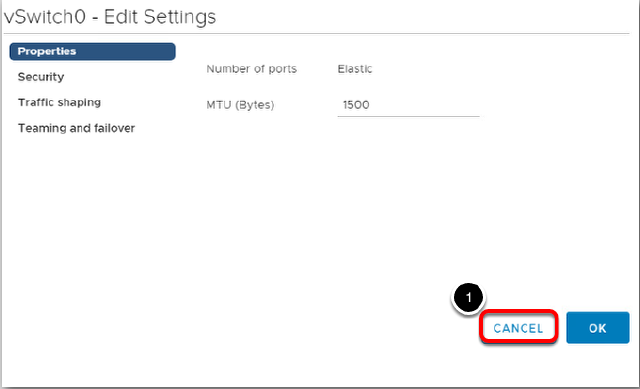 vSwitch0 - Edit Settings
Properties
Number of ports Elastic
Security
Traffic shaping
MTU (Bytes) 1500
Teaming and failover
1
CANCEL OK